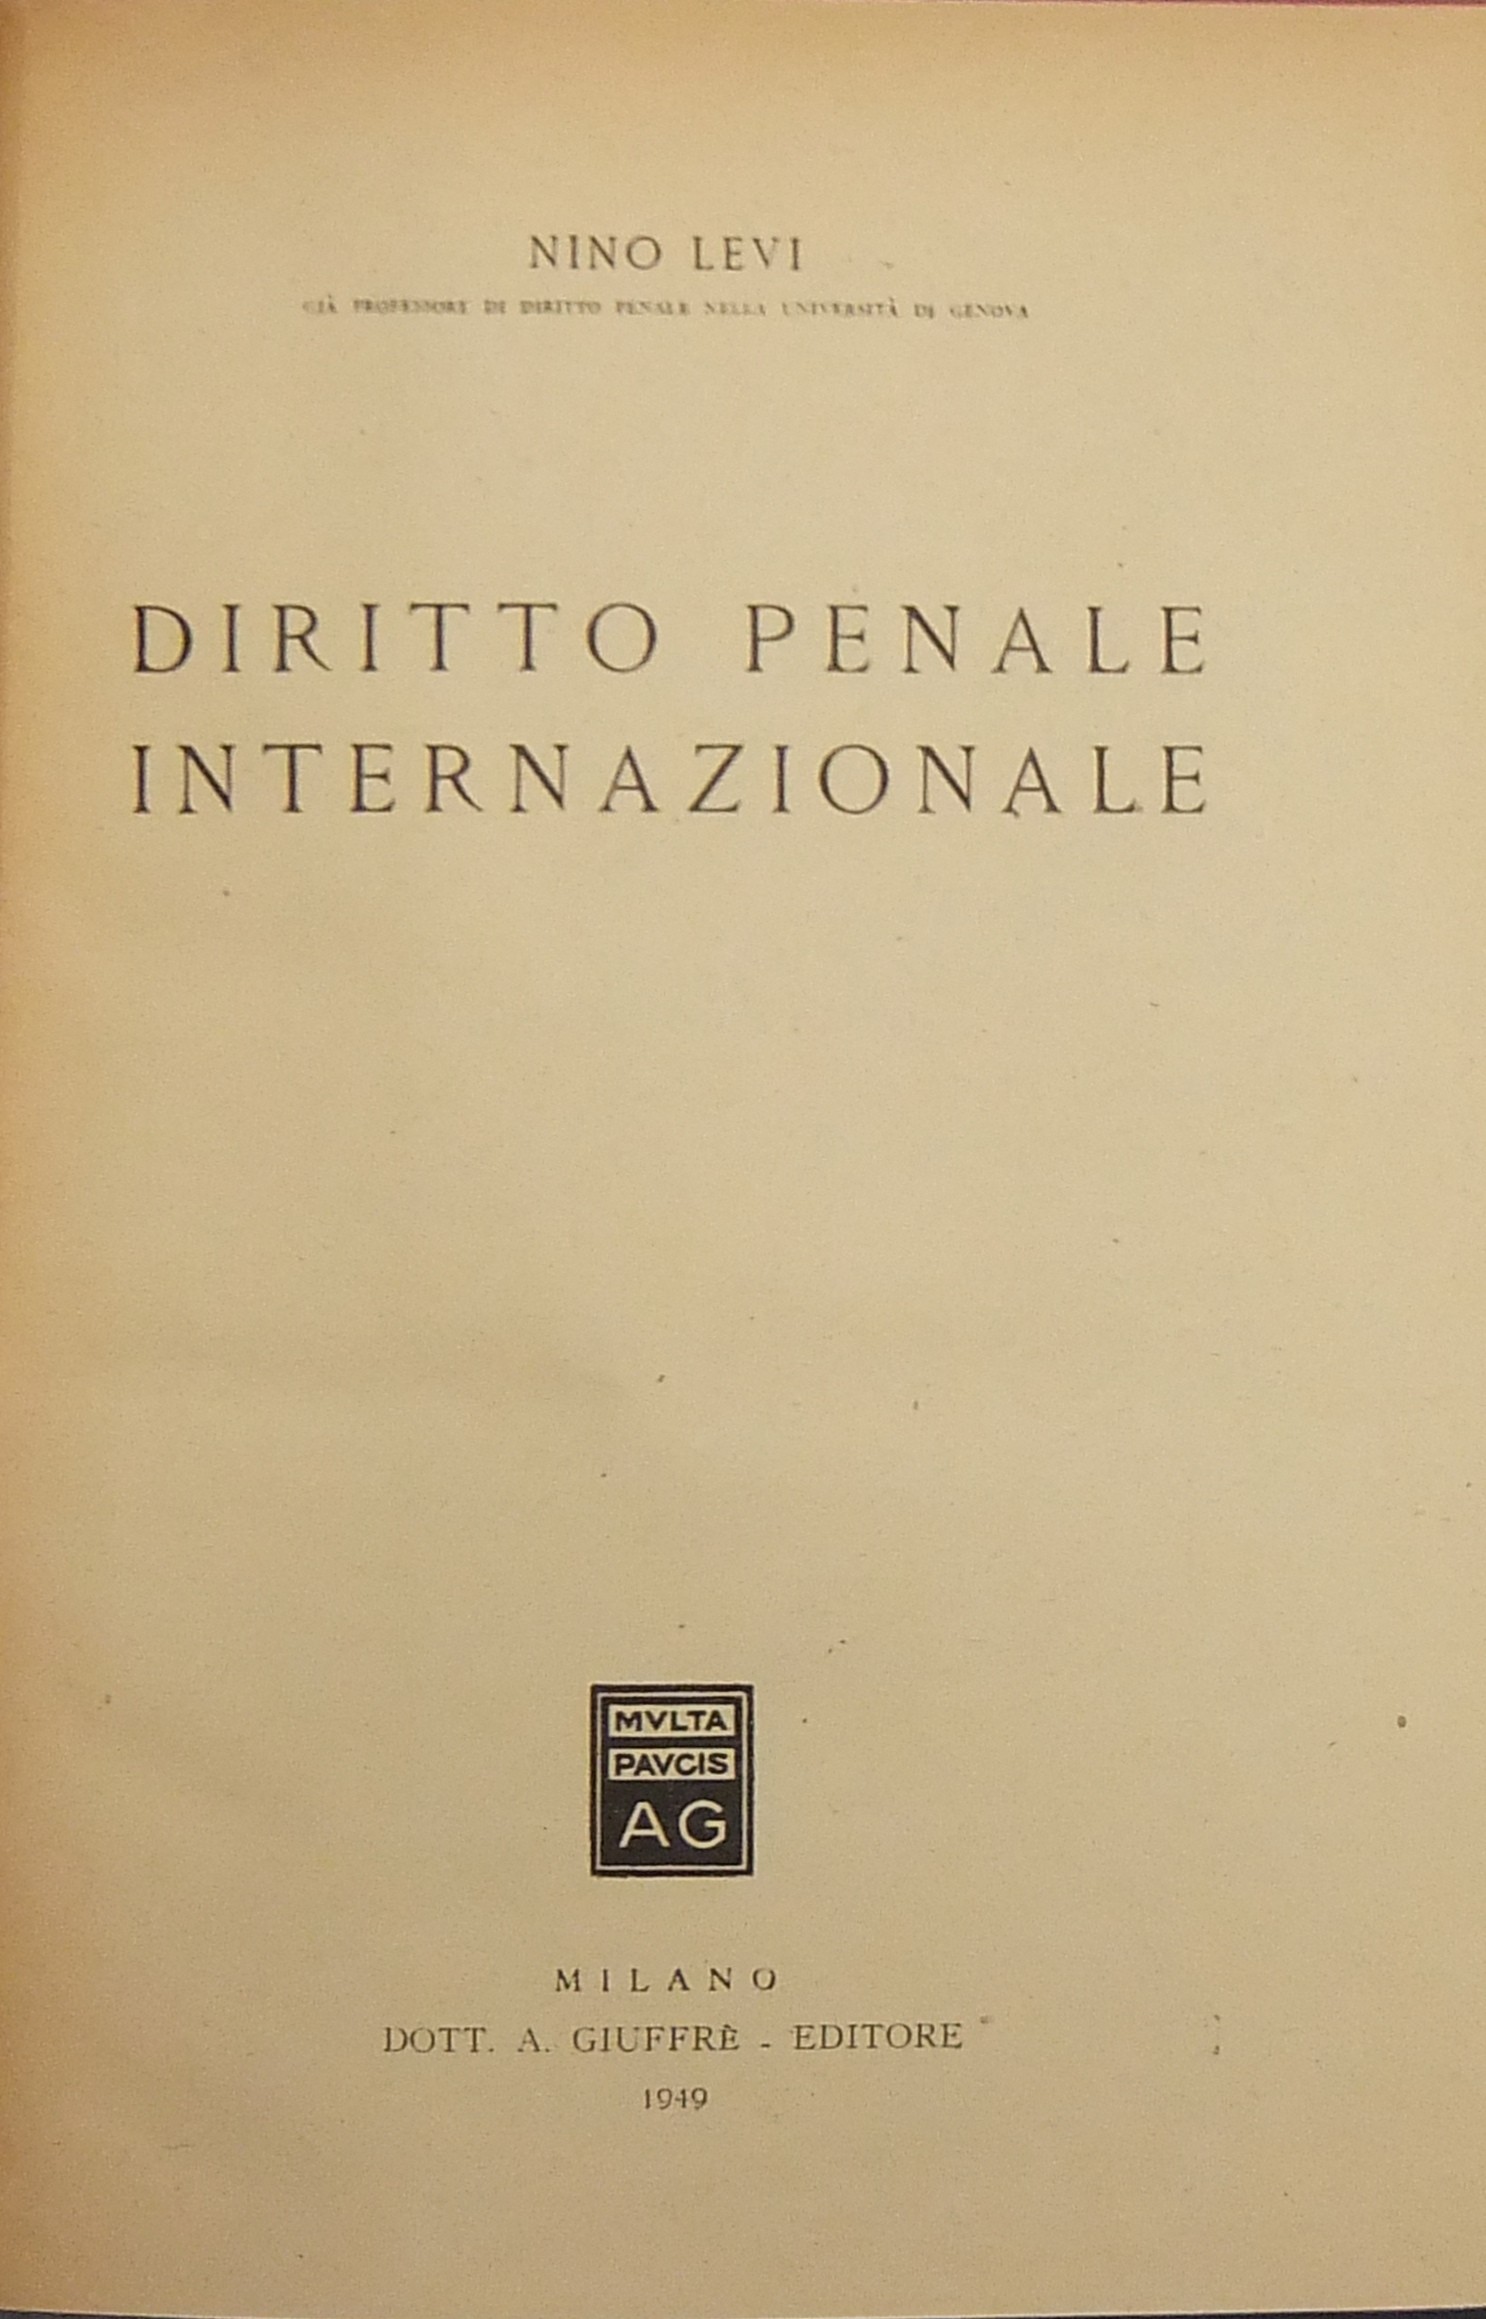 NINO LEVI
GIÀ PROFESSORE DI DIRITTO PENALE NELLA UNIVERSITÀ DI GENOVA
DIRITTO PENALE
INTERNAZIONALE
MVLTA
PAVCIS
AG
MILANO
DOTT. A. GIUFFRÈ - EDITORE
1949